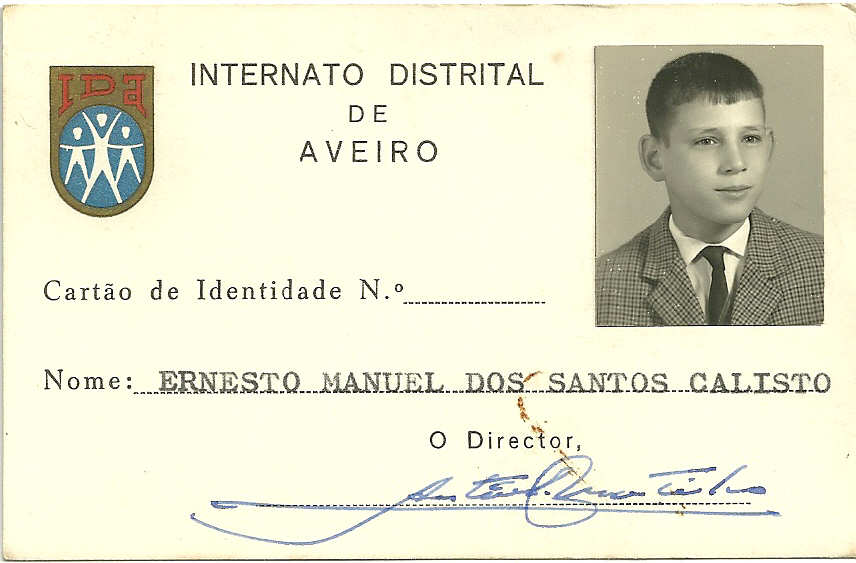 IDA
INTERNATO DISTRITAL
DE
AVEIRO
Cartão de Identidade N.º
Nome: ERNESTO MANUEL DOS SANTOS CALISTO
O Director,